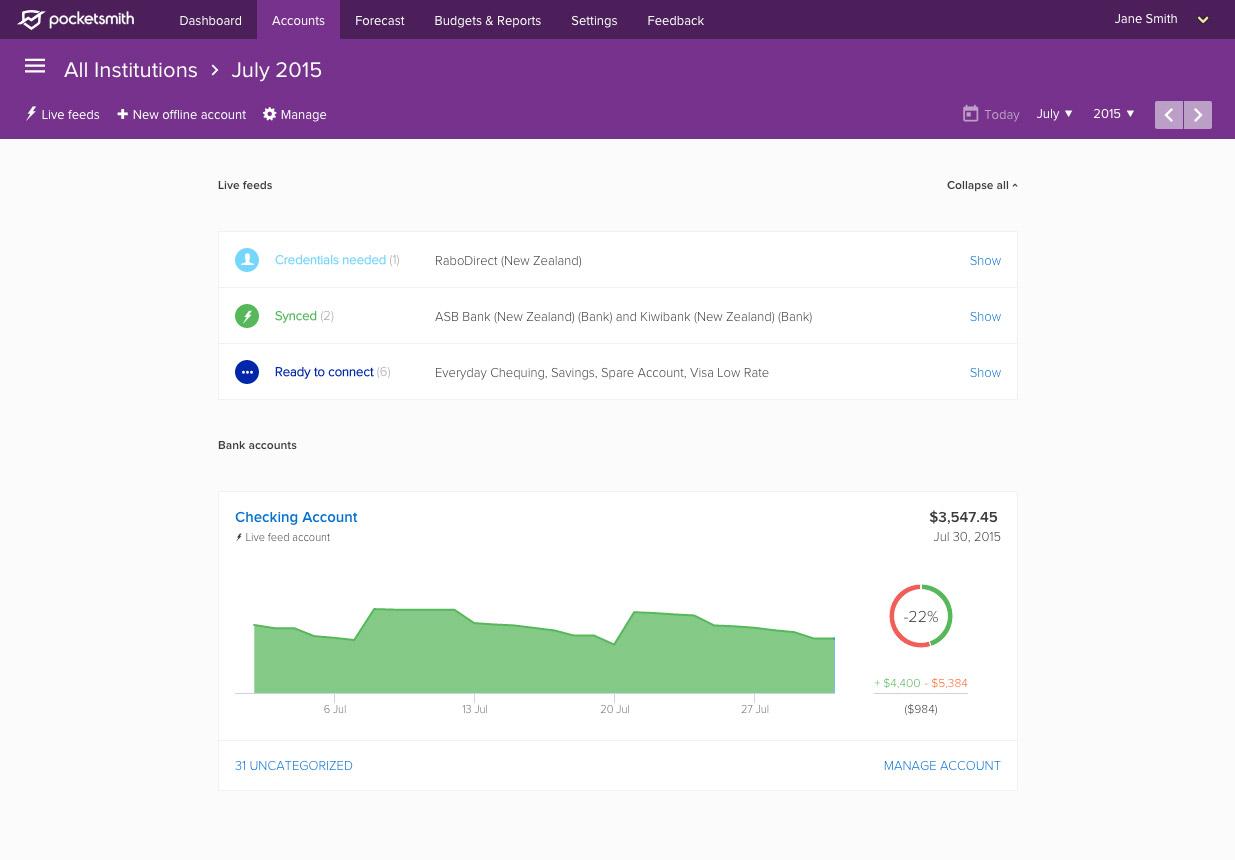 pocketsmith Dashboard Accounts Forecast Budgets & Reports Settings Feedback Jane Smith
All Institutions > July 2015
Live feeds + New offline account Manage Today July ▼ 2015 ▼ < >
Live feeds Collapse all ^
Credentials needed (1) RaboDirect (New Zealand) Show
Synced (2) ASB Bank (New Zealand) (Bank) and Kiwibank (New Zealand) (Bank) Show
Ready to connect (6) Everyday Chequing, Savings, Spare Account, Visa Low Rate Show
Bank accounts
Checking Account $3,547.45
Live feed account Jul 30, 2015
-22%
+ $4,400 - $5,384
6 Jul 13 Jul 20 Jul 27 Jul ($984)
31 UNCATEGORIZED MANAGE ACCOUNT